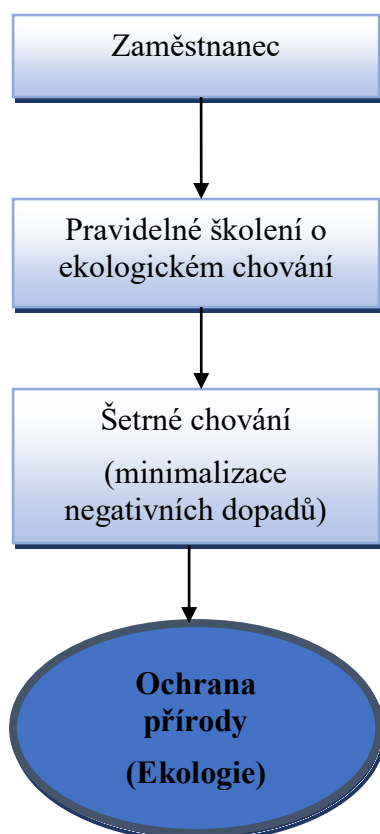 Zaměstnanec
Pravidelné školení o
ekologickém chování
Šetrné chování
(minimalizace
negativních dopadů)
Ochrana
přírody
(Ekologie)